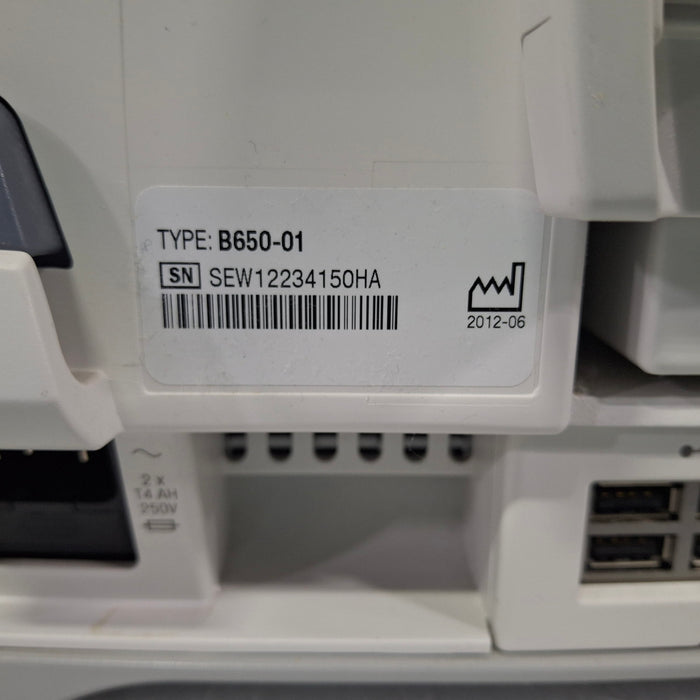 TYPE: B650-01
SN SEW12234150HA
2012-06
2 x
T4 AH
250V